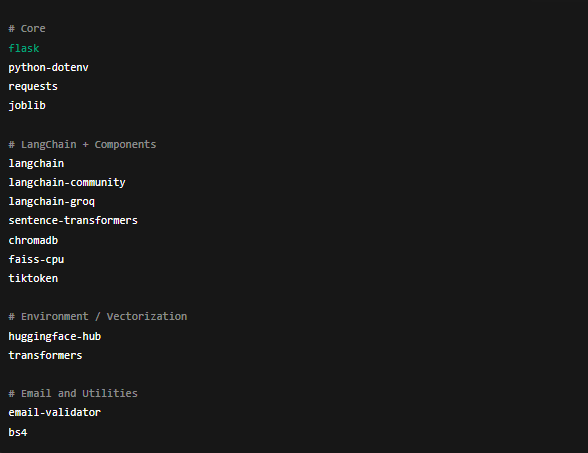 # Core
flask
python-dotenv
requests
joblib
# LangChain + Components
langchain
langchain-community
langchain-groq
sentence-transformers
chromadb
faiss-cpu
tiktoken
# Environment / Vectorization
huggingface-hub
transformers
# Email and Utilities
email-validator
bs4